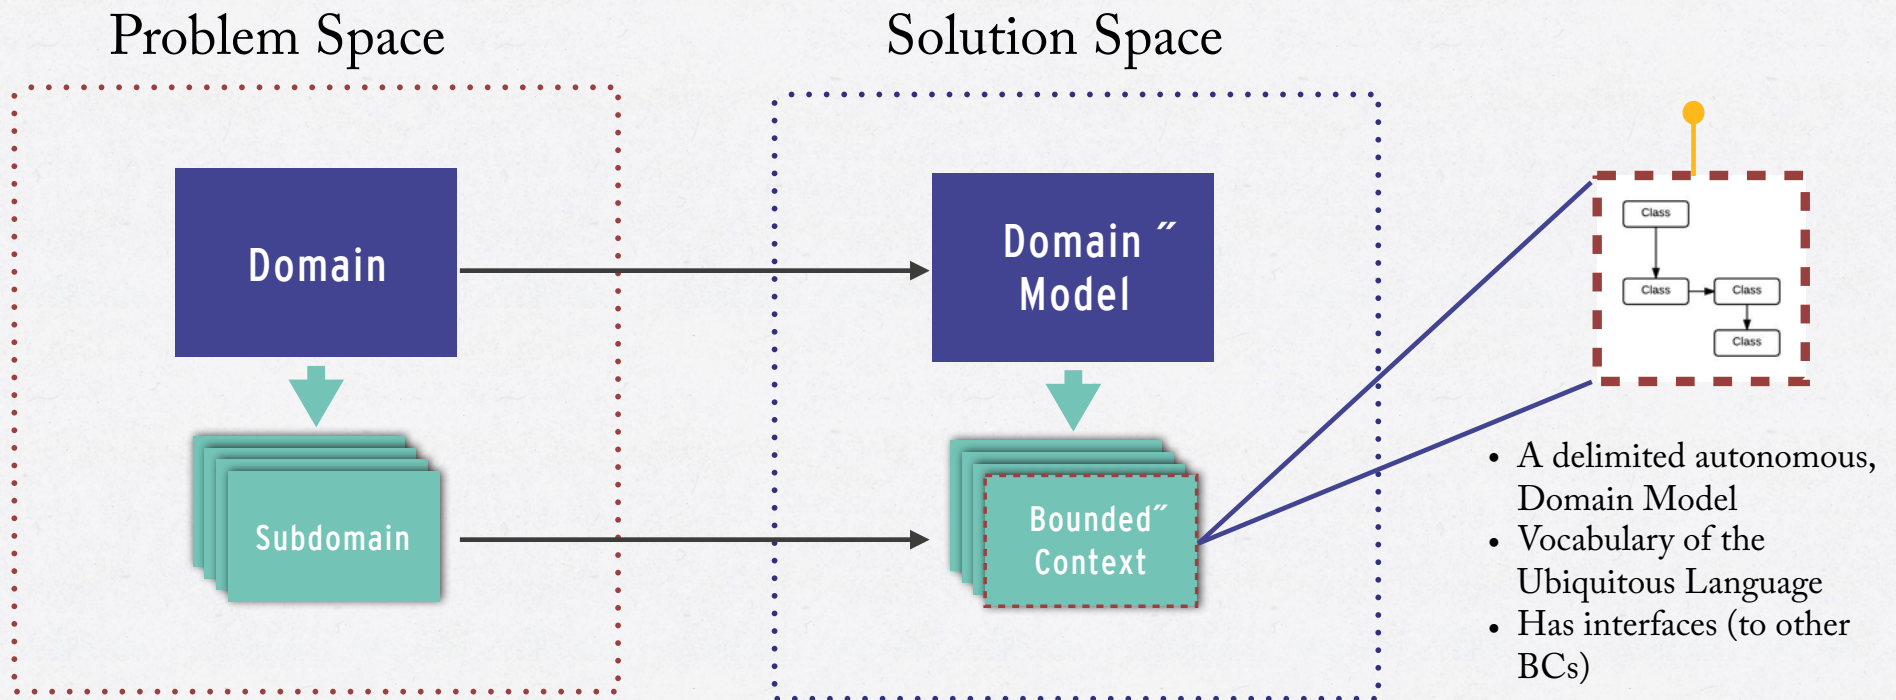 Problem Space
Solution Space
Domain
Domain ˝
Model
Subdomain
Bounded˝
Context
Class
Class
Class
Class
• A delimited autonomous,
Domain Model
• Vocabulary of the
Ubiquitous Language
• Has interfaces (to other
BCs)